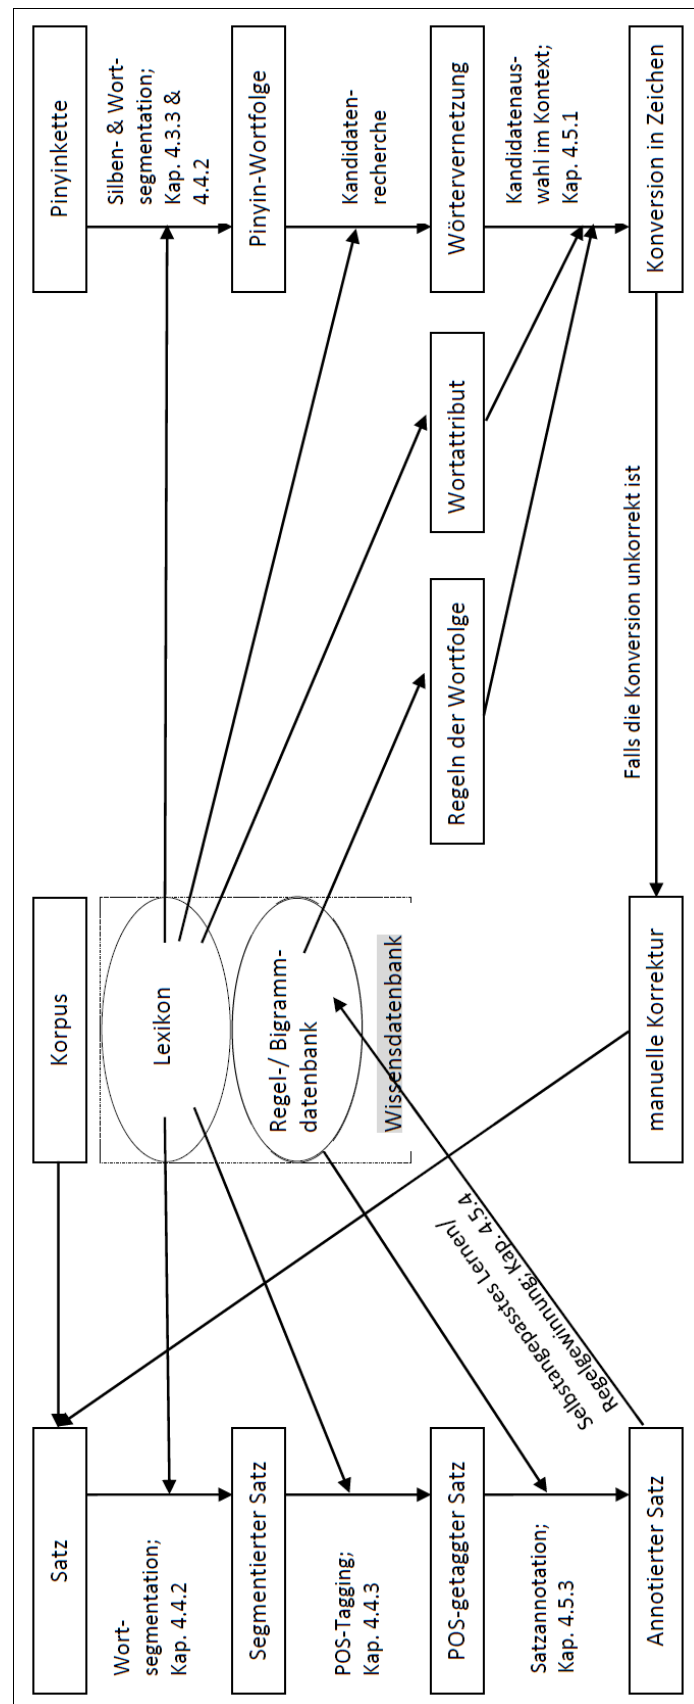 Satz
Wort-
segmentation;
Kap. 4.4.2
Segmentierter Satz
POS-Tagging;
Kap. 4.4.3
POS-getaggter Satz
Satzannotation;
Kap. 4.5.3
Annotierter Satz
Selbstangepasstes Lernen/
Regelgewinnung; Kap. 4.5.4
Korpus
Lexikon
Regel-/ Bigramm-
datenbank
Wissensdatenbank
manuelle Korrektur
Falls die Konversion unkorrekt ist
Regeln der Wortfolge
Wortattribut
Pinyinkette
Silben- & Wort-
segmentation;
Kap. 4.3.3 &
4.4.2
Pinyin-Wortfolge
Kandidaten-
recherche
Wörtervernetzung
Kandidatenaus-
wahl im Kontext;
Kap. 4.5.1
Konversion in Zeichen